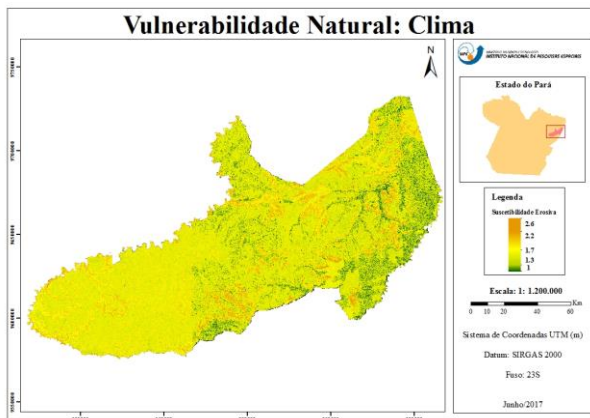 Vulnerabilidade Natural: Clima
N
INSTITUTO NACIONAL DE PESQUISAS ESPACIAIS
Estado do Pará
Legenda
Suscetibilidade Erosiva
2.6
2.2
1.7
1.3
1
Escala: 1: 1.200.000
Km
0 10 20 40 60
Sistema de Coordenadas UTM (m)
Datum: SIRGAS 2000
Fuso: 23S
Junho/2017